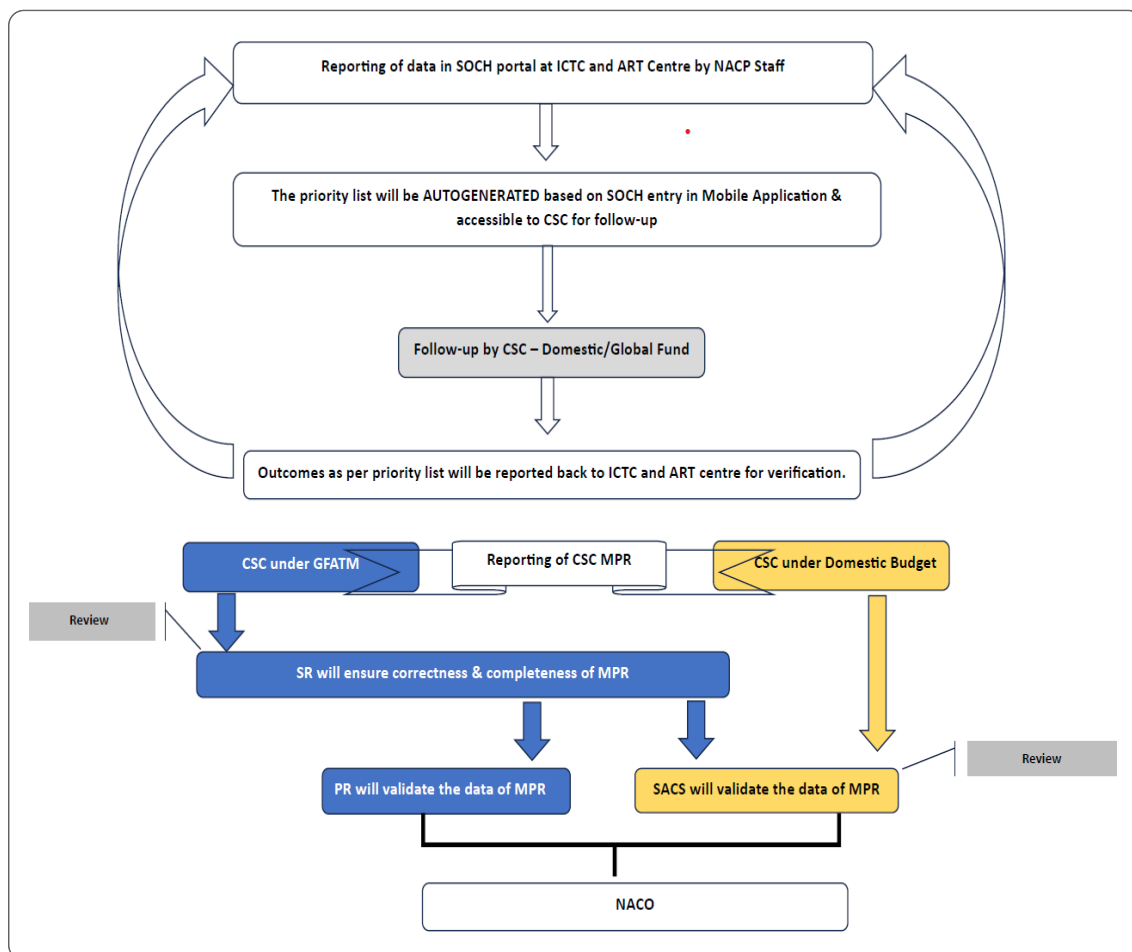 Reporting of data in SOCH portal at ICTC and ART Centre by NACP Staff
The priority list will be AUTOGENERATED based on SOCH entry in Mobile Application &
accessible to CSC for follow-up
Follow-up by CSC – Domestic/Global Fund
Outcomes as per priority list will be reported back to ICTC and ART centre for verification.
CSC under GFATM
Reporting of CSC MPR
CSC under Domestic Budget
Review
SR will ensure correctness & completeness of MPR
Review
PR will validate the data of MPR
SACS will validate the data of MPR
NACO